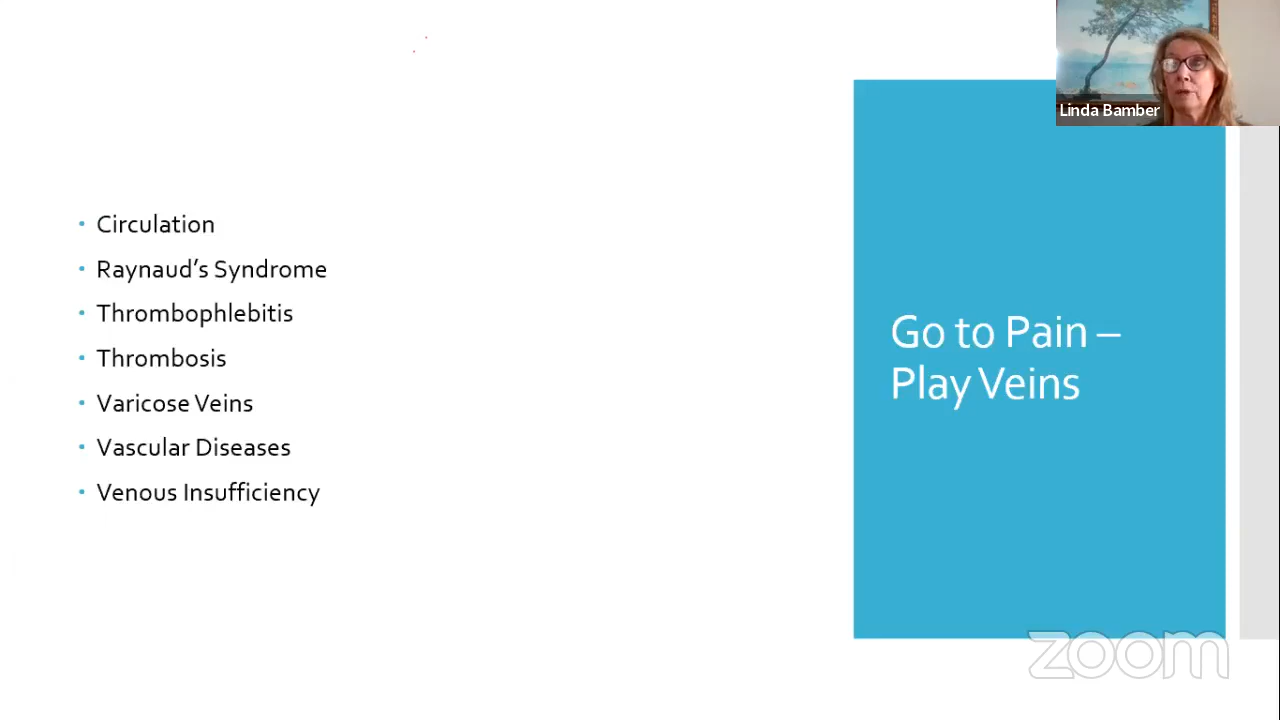 Linda Bamber
Circulation
Raynaud’s Syndrome
Thrombophlebitis
Thrombosis
Varicose Veins
Vascular Diseases
Venous Insufficiency
Go to Pain –
Play Veins
zoom